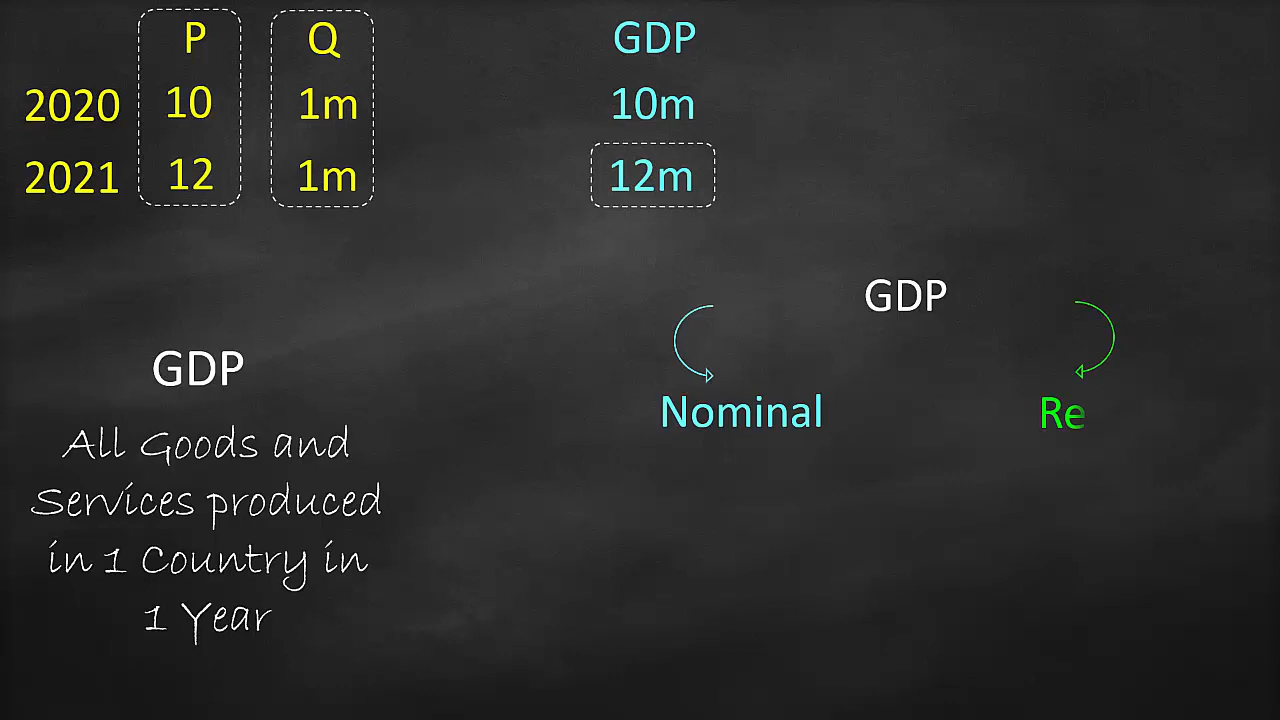 P Q GDP
2020 10 1m 10m
2021 12 1m 12m
GDP
Nominal Re
GDP
All Goods and
Services produced
in 1 Country in
1 Year